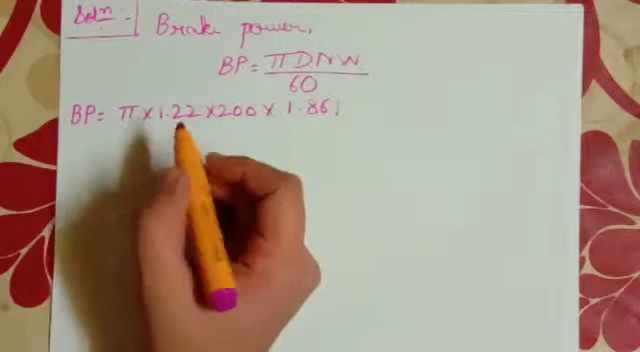 Soln :-
Brake power,
BP = πDNW
60
BP = π × 1.22 × 200 × 1.861